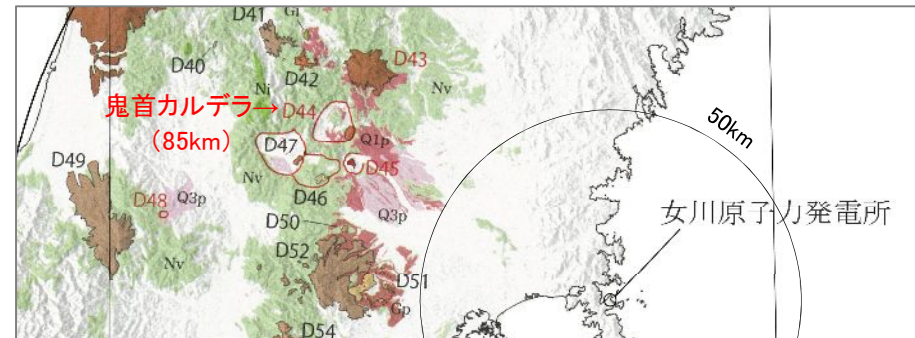 D41
Gl
D40
D42
D43
Ni
Nv
鬼首カルデラ→
(85km)
D44
Q1p
50km
D47
D49
D45
Nv
D46
D48
Q3p
Q3p
D50
女川原子力発電所
D52
Nv
D51
Gp
D54